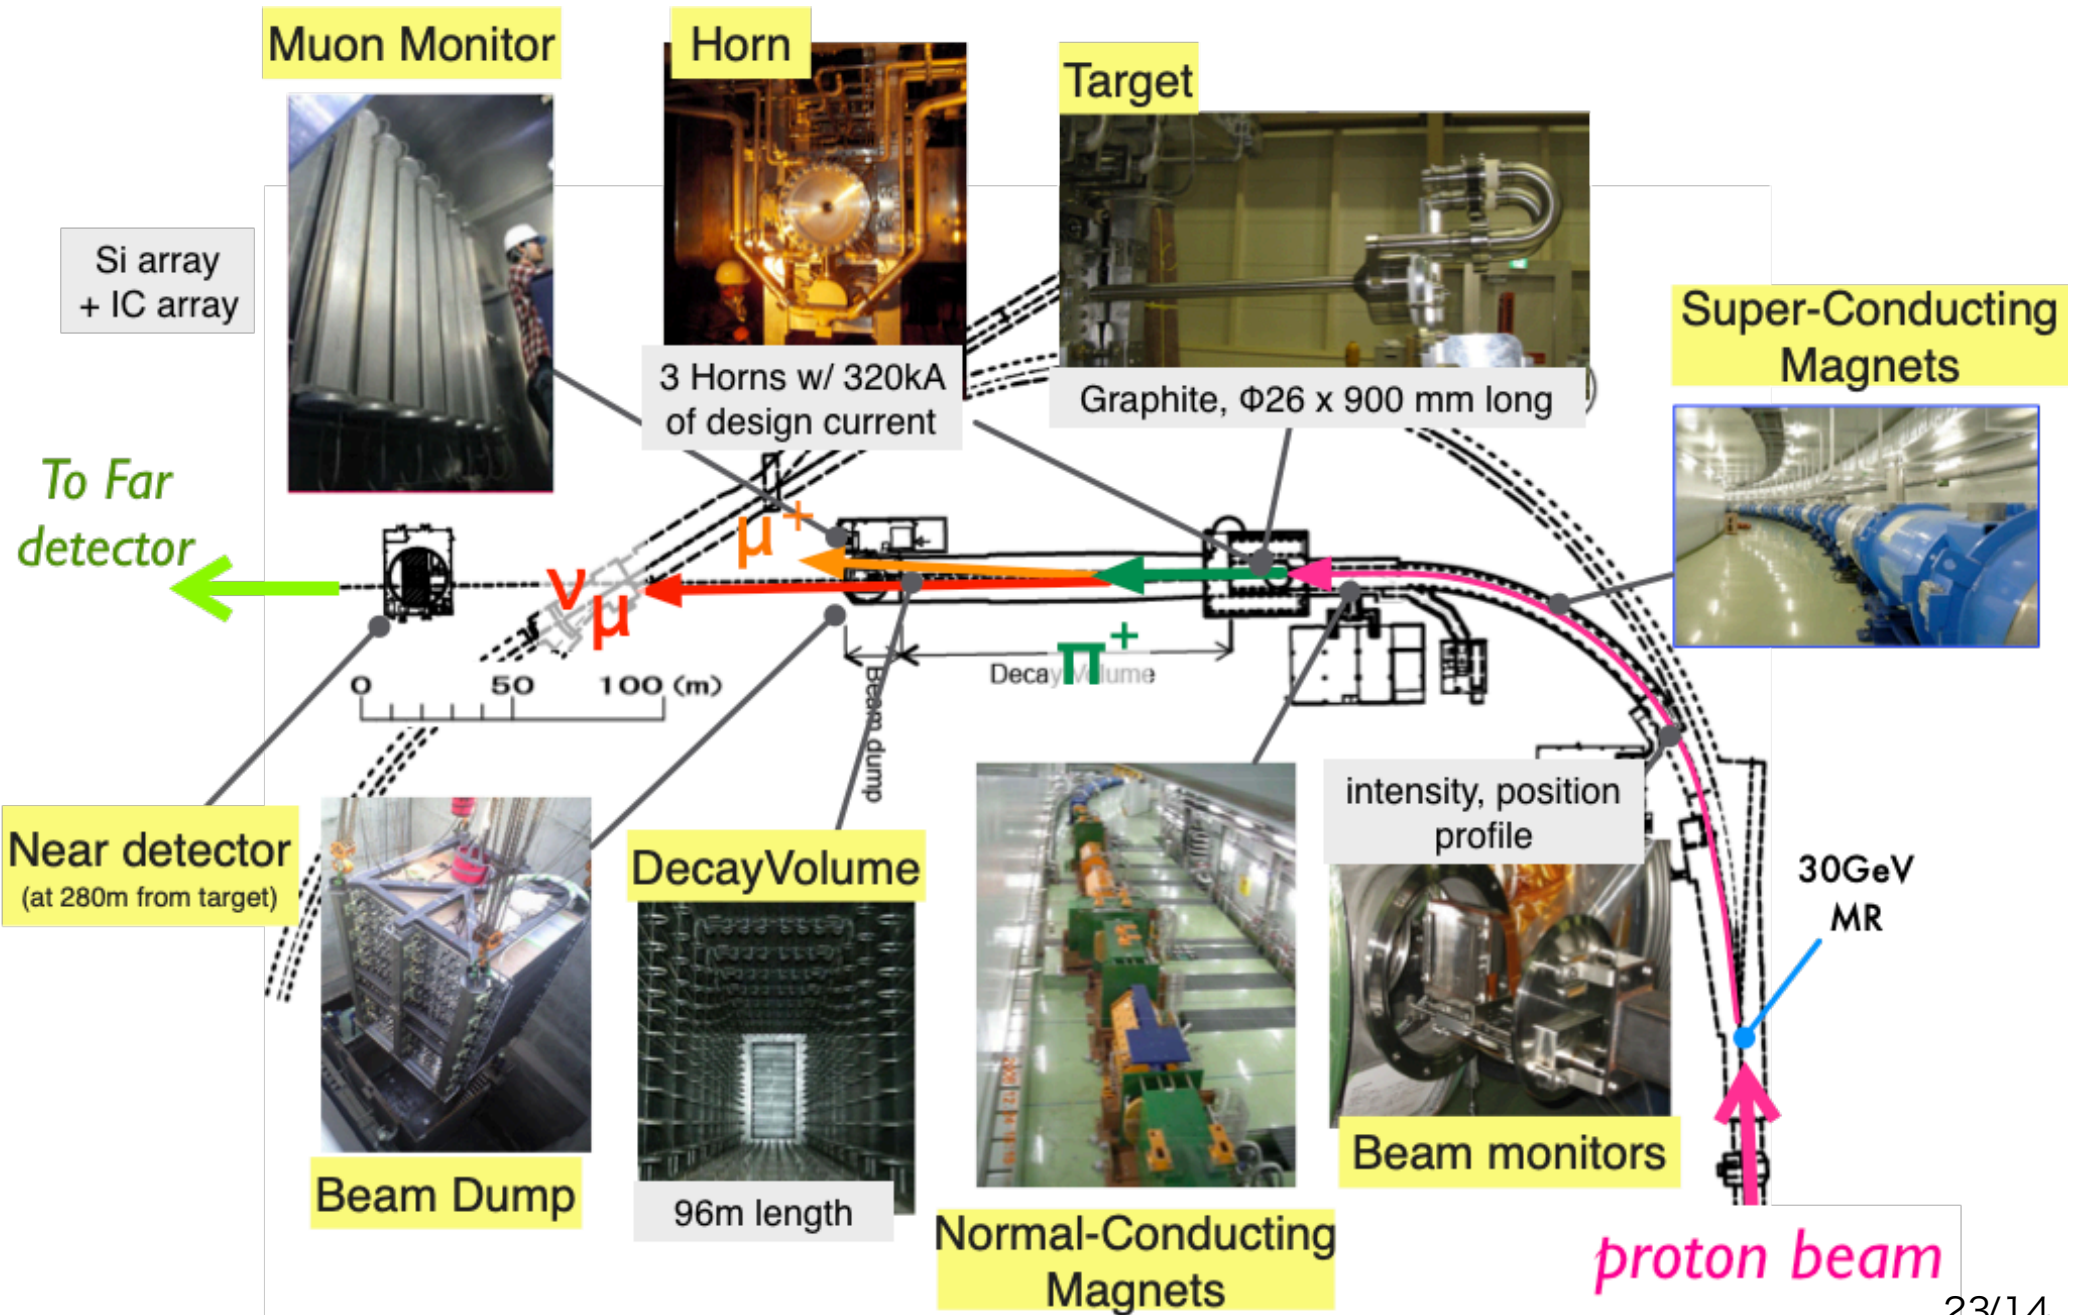 Muon Monitor
Horn
Target
Si array
+ IC array
Super-Conducting
Magnets
3 Horns w/ 320kA
of design current
Graphite, Φ26 x 900 mm long
To Far
detector
μ+
νμ
π+
Decay Volume
0 50 100 (m)
Beam dump
Near detector
(at 280m from target)
intensity, position
profile
DecayVolume
30GeV
MR
Beam Dump
96m length
Beam monitors
Normal-Conducting
Magnets
proton beam
23/14